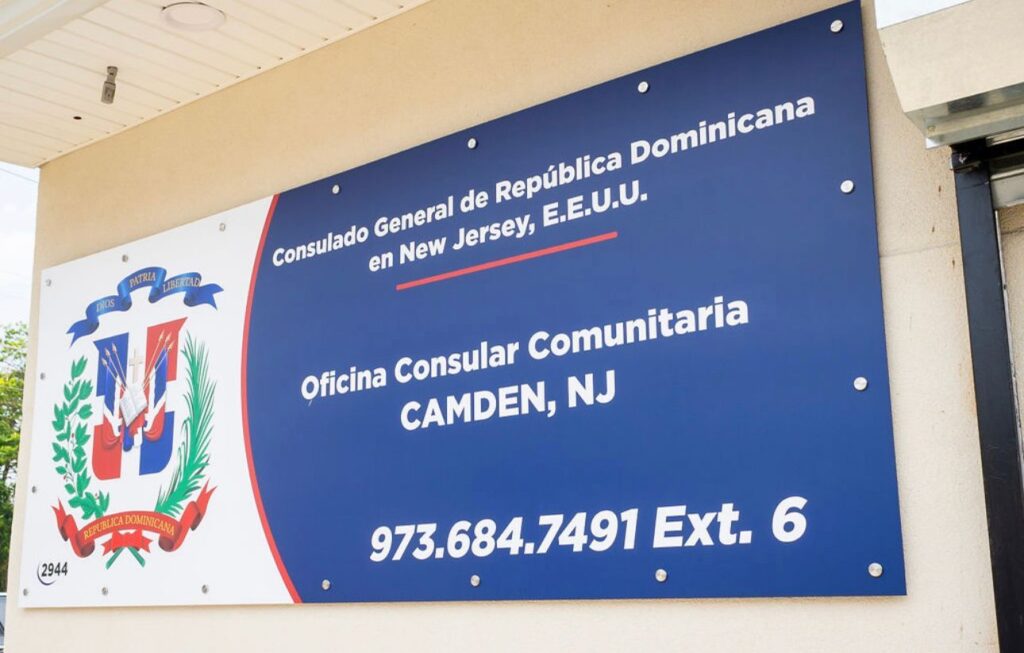 Consulado General de República Dominicana
en New Jersey, E.E.U.U.
Oficina Consular Comunitaria
CAMDEN, NJ
973.684.7491 Ext. 6
DIOS PATRIA LIBERTAD
REPÚBLICA DOMINICANA
2944